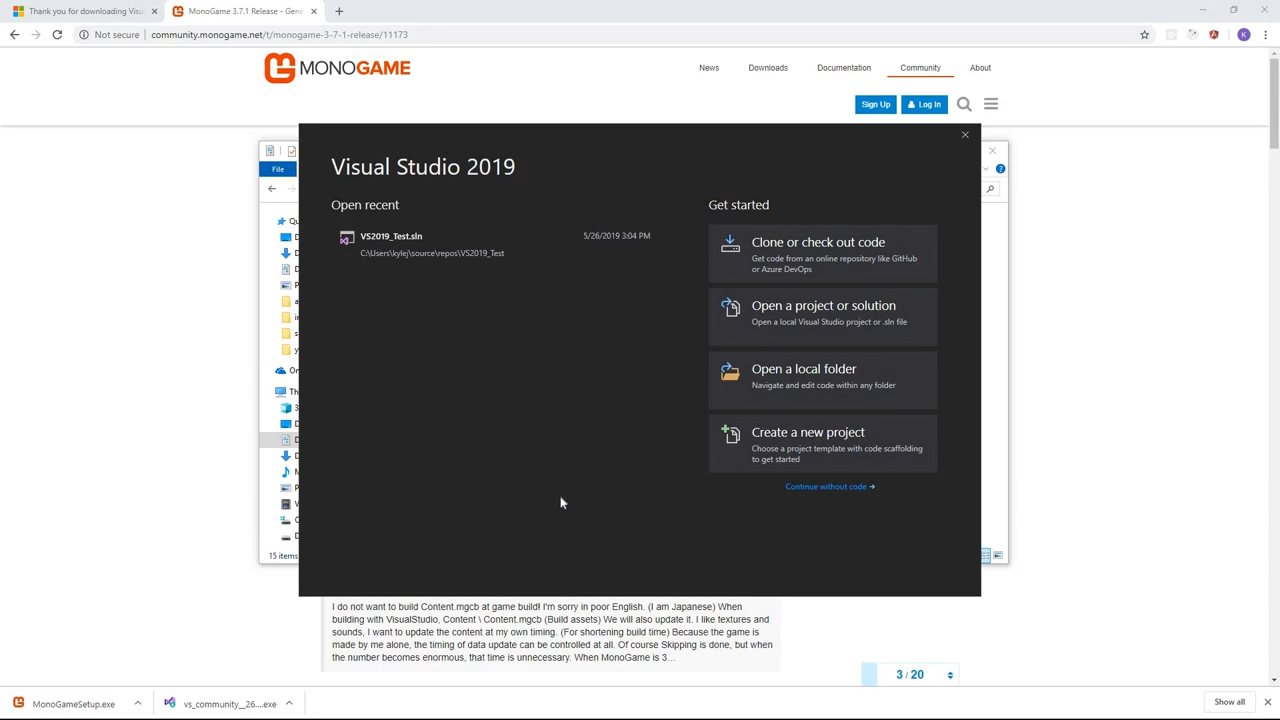 Thank you for downloading Visu
MonoGame 3.7.1 Release - Gene
Not secure
community.monogame.net/t/monogame-3-7-1-release/11173
K
MONOGAME
News
Downloads
Documentation
Community
About
Sign Up
Log In
File
Visual Studio 2019
Open recent
VS2019_Test.sln
5/26/2019 3:04 PM
C:\Users\kylej\source\repos\VS2019_Test
Get started
Clone or check out code
Get code from an online repository like GitHub
or Azure DevOps
Open a project or solution
Open a local Visual Studio project or .sln file
Open a local folder
Navigate and edit code within any folder
Create a new project
Choose a project template with code scaffolding
to get started
Continue without code
15 items
I do not want to build Content.mgcb at game build! I'm sorry in poor English. (I am Japanese) When
building with VisualStudio, Content \ Content.mgcb (Build assets) We will also update it. I like textures and
sounds, I want to update the content at my own timing. (For shortening build time) Because the game is
made by me alone, the timing of data update can be controlled at all. Of course Skipping is done, but when
the number becomes enormous, that time is unnecessary. When MonoGame is 3...
3 / 20
MonoGameSetup.exe
vs_community__26....exe
Show all